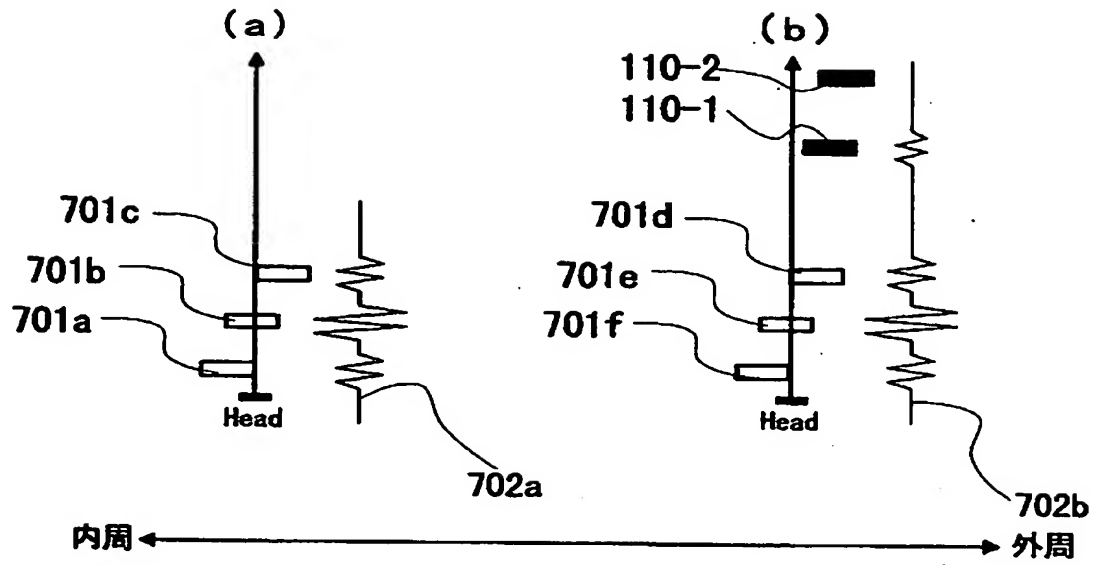 (a)
(b)
110-2
110-1
701c
701b
701a
701d
701e
701f
Head
Head
702a
702b
内周
外周